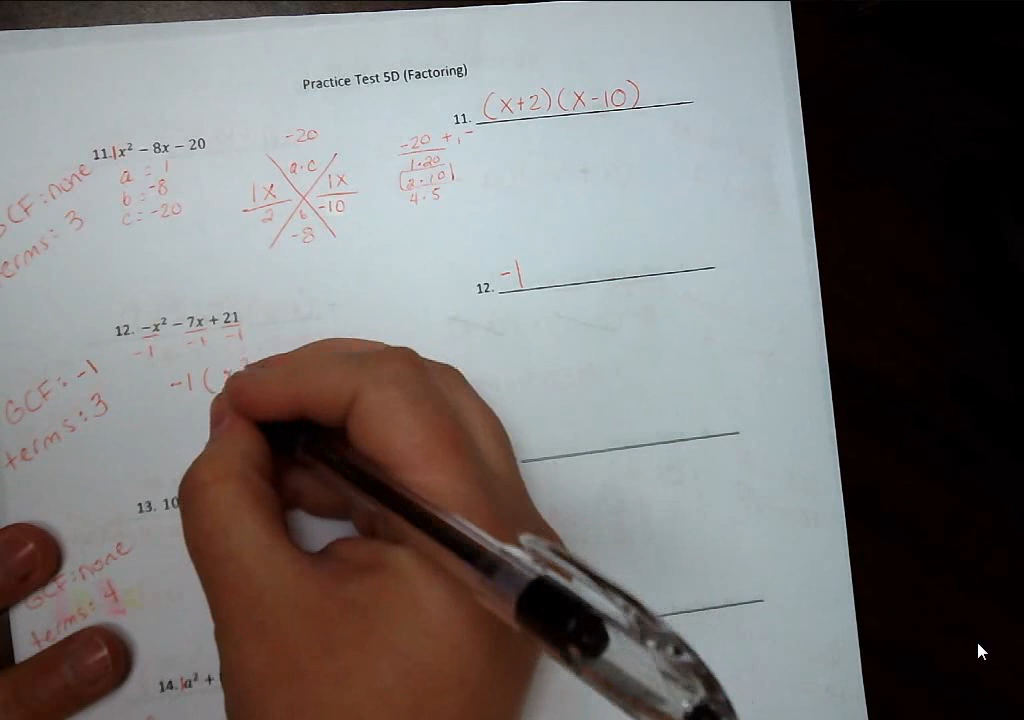 Practice Test 5D (Factoring)
11. (x+2)(x-10)
11. 1x² – 8x – 20
GCF: none
terms: 3
a = 1
b = -8
c = -20
-20
a·c
1x 1x
2 b -10
-8
-20 +, -
1·20
(2·10)
4·5
12. -1
12. –x² – 7x + 21
-1 -1 -1
GCF: -1
terms: 3
-1 (x²
13. 10
GCF: none
terms: 4
14. 1a² +